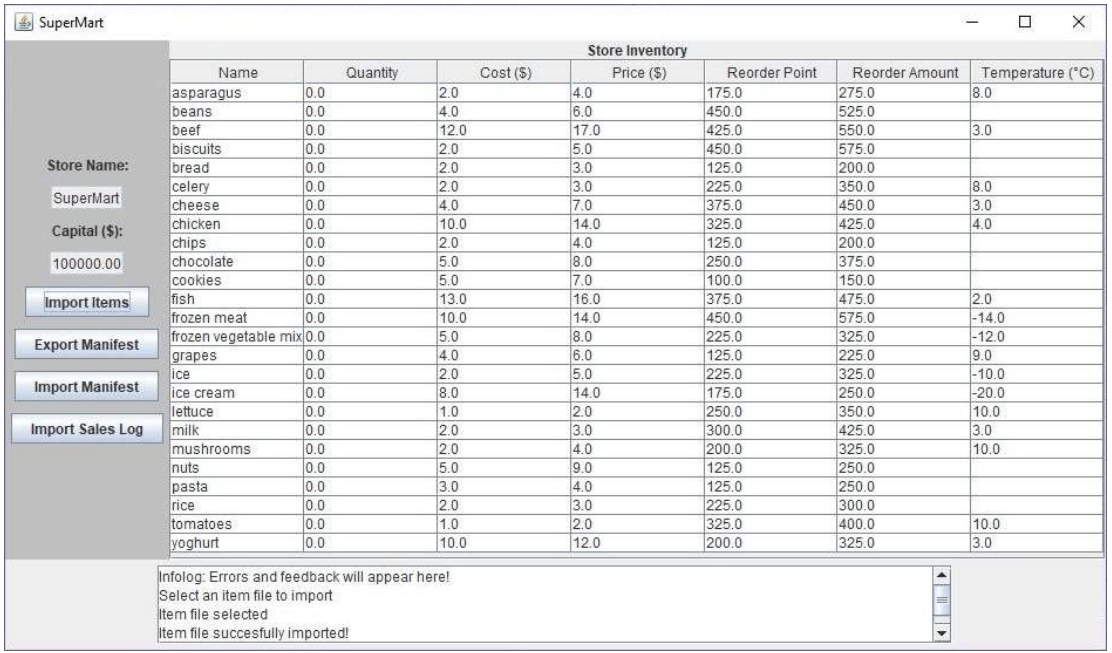 SuperMart
Store Inventory
Name Quantity Cost ($) Price ($) Reorder Point Reorder Amount Temperature (°C)
asparagus 0.0 2.0 4.0 175.0 275.0 8.0
beans 0.0 4.0 6.0 450.0 525.0
beef 0.0 12.0 17.0 425.0 550.0 3.0
biscuits 0.0 2.0 5.0 450.0 575.0
bread 0.0 2.0 3.0 125.0 200.0
celery 0.0 2.0 3.0 225.0 350.0 8.0
cheese 0.0 4.0 7.0 375.0 450.0 3.0
chicken 0.0 10.0 14.0 325.0 425.0 4.0
chips 0.0 2.0 4.0 125.0 200.0
chocolate 0.0 5.0 8.0 250.0 375.0
cookies 0.0 5.0 7.0 100.0 150.0
fish 0.0 13.0 16.0 375.0 475.0 2.0
frozen meat 0.0 10.0 14.0 450.0 575.0 -14.0
frozen vegetable mix 0.0 5.0 8.0 225.0 325.0 -12.0
grapes 0.0 4.0 6.0 125.0 225.0 9.0
ice 0.0 2.0 5.0 225.0 325.0 -10.0
ice cream 0.0 8.0 14.0 175.0 250.0 -20.0
lettuce 0.0 1.0 2.0 250.0 350.0 10.0
milk 0.0 2.0 3.0 300.0 425.0 3.0
mushrooms 0.0 2.0 4.0 200.0 325.0 10.0
nuts 0.0 5.0 9.0 125.0 250.0
pasta 0.0 3.0 4.0 125.0 250.0
rice 0.0 2.0 3.0 225.0 300.0
tomatoes 0.0 1.0 2.0 325.0 400.0 10.0
yoghurt 0.0 10.0 12.0 200.0 325.0 3.0
Store Name:
SuperMart
Capital ($):
100000.00
Import Items
Export Manifest
Import Manifest
Import Sales Log
Infolog: Errors and feedback will appear here!
Select an item file to import
Item file selected
Item file succesfully imported!